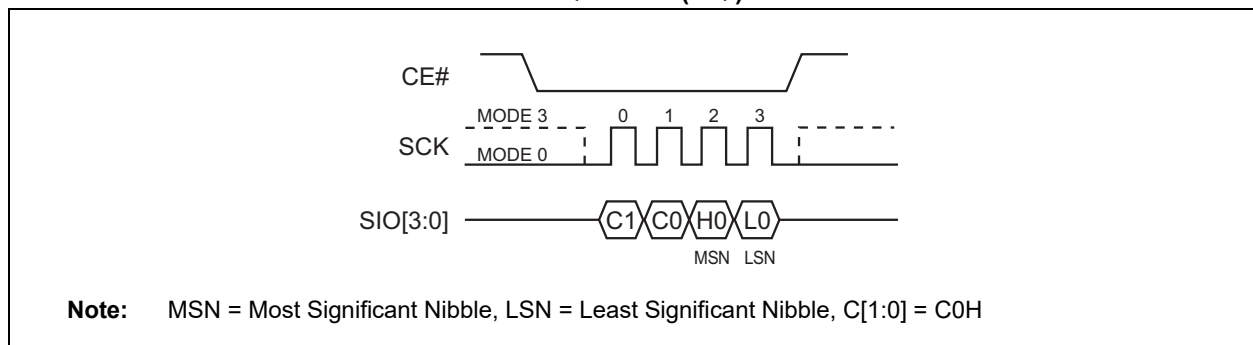 CE#
MODE 3 0 1 2 3
SCK
MODE 0
SIO[3:0] C1 C0 H0 L0
MSN LSN
Note: MSN = Most Significant Nibble, LSN = Least Significant Nibble, C[1:0] = C0H